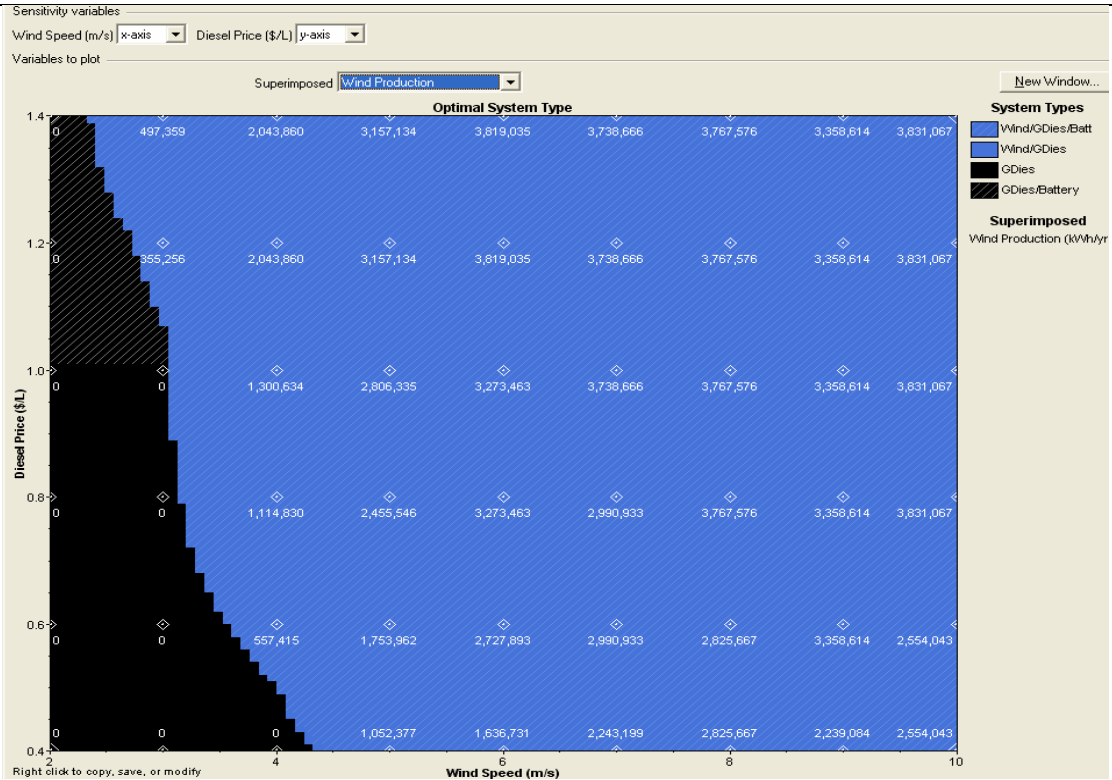 Sensitivity variables
Wind Speed (m/s) x-axis Diesel Price ($/L) y-axis
Variables to plot
Superimposed Wind Production New Window...
Optimal System Type
System Types
Wind/GDies/Batt
Wind/GDies
GDies
GDies/Battery
Superimposed
Wind Production (kWh/yr
Diesel Price ($/L)
1.4
0 497,359 2,043,860 3,157,134 3,819,035 3,738,666 3,767,576 3,358,614 3,831,067
1.2
0 355,256 2,043,860 3,157,134 3,819,035 3,738,666 3,767,576 3,358,614 3,831,067
1.0
0 0 1,300,634 2,806,335 3,273,463 3,738,666 3,767,576 3,358,614 3,831,067
0.8
0 0 1,114,830 2,455,546 3,273,463 2,990,933 3,767,576 3,358,614 3,831,067
0.6
0 0 557,415 1,753,962 2,727,893 2,990,933 2,825,667 3,358,614 2,554,043
0 0 0 1,052,377 1,636,731 2,243,199 2,825,667 2,239,084 2,554,043
0.4
2 4 6 8 10
Wind Speed (m/s)
Right click to copy, save, or modify